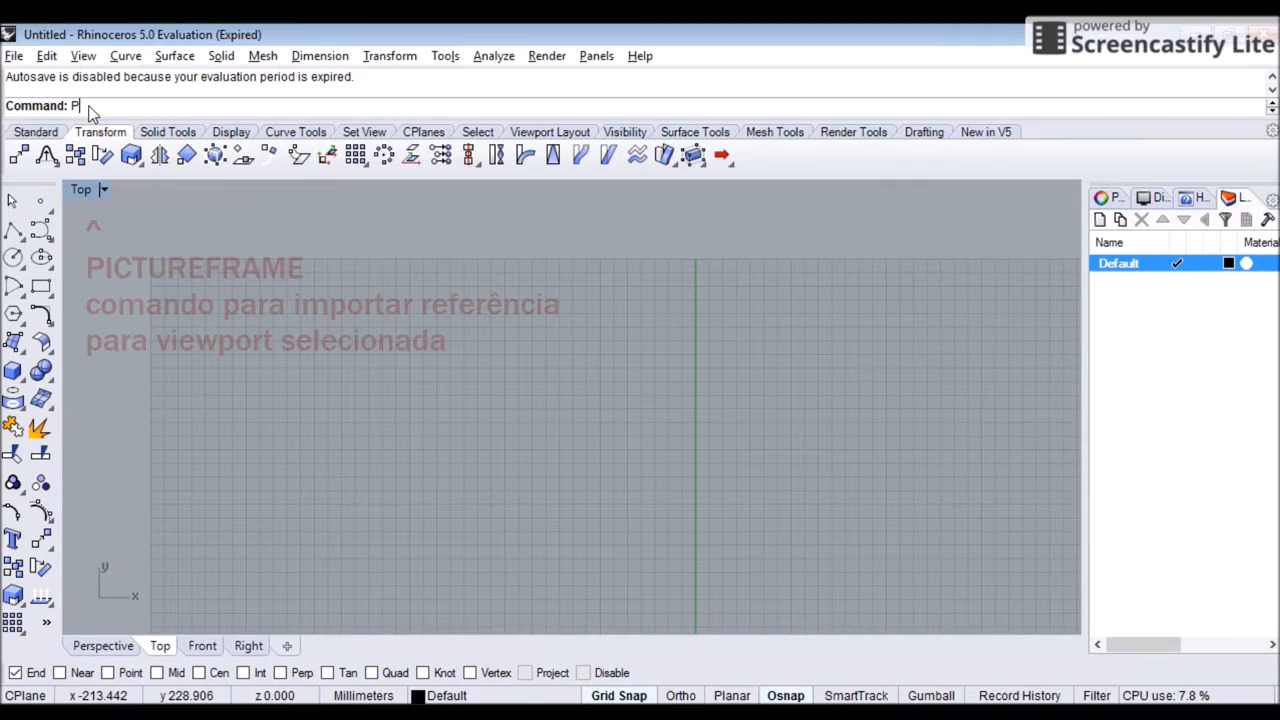 powered by
Screencastify Lite
Untitled - Rhinoceros 5.0 Evaluation (Expired)
File Edit View Curve Surface Solid Mesh Dimension Transform Tools Analyze Render Panels Help
Autosave is disabled because your evaluation period is expired.
Command: P
Standard Transform Solid Tools Display Curve Tools Set View CPlanes Select Viewport Layout Visibility Surface Tools Mesh Tools Render Tools Drafting New in V5
Top
P... Di... H... L...
^
PICTUREFRAME
comando para importar referência
para viewport selecionada
Name Materia
Default
y
x
Perspective Top Front Right
End Near Point Mid Cen Int Perp Tan Quad Knot Vertex Project Disable
CPlane x -213.442 y 228.906 z 0.000 Millimeters Default Grid Snap Ortho Planar Osnap SmartTrack Gumball Record History Filter CPU use: 7.8 %